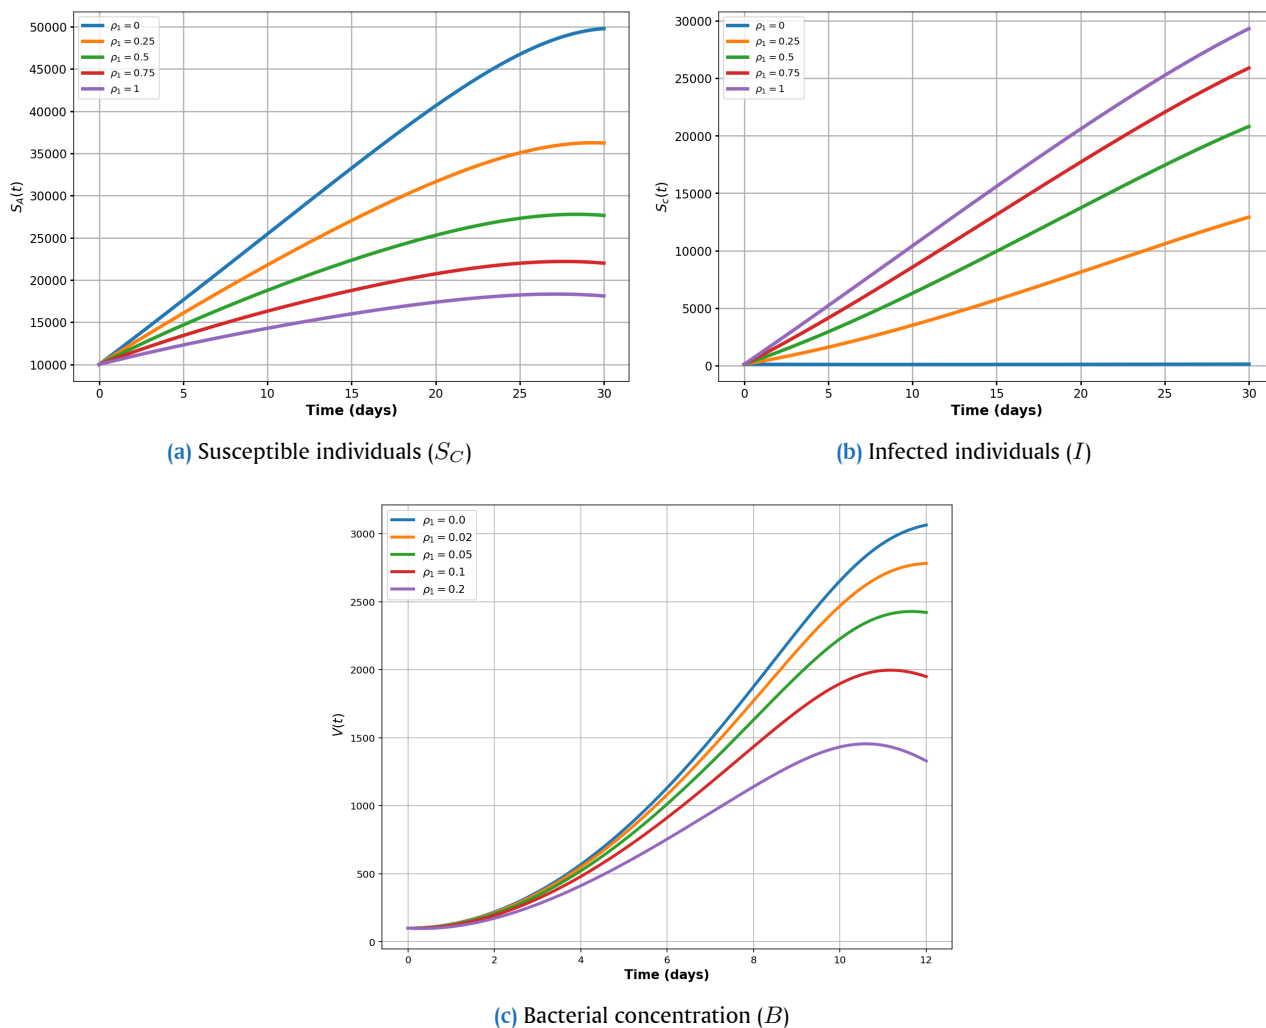 ρ₁ = 0
ρ₁ = 0.25
ρ₁ = 0.5
ρ₁ = 0.75
ρ₁ = 1
50000
45000
40000
35000
30000
25000
20000
15000
10000
S_A(t)
0 5 10 15 20 25 30
Time (days)
(a) Susceptible individuals (S_C)
ρ₁ = 0
ρ₁ = 0.25
ρ₁ = 0.5
ρ₁ = 0.75
ρ₁ = 1
30000
25000
20000
15000
10000
5000
0
S_c(t)
0 5 10 15 20 25 30
Time (days)
(b) Infected individuals (I)
ρ₁ = 0.0
ρ₁ = 0.02
ρ₁ = 0.05
ρ₁ = 0.1
ρ₁ = 0.2
3000
2500
2000
1500
1000
500
0
V(t)
0 2 4 6 8 10 12
Time (days)
(c) Bacterial concentration (B)